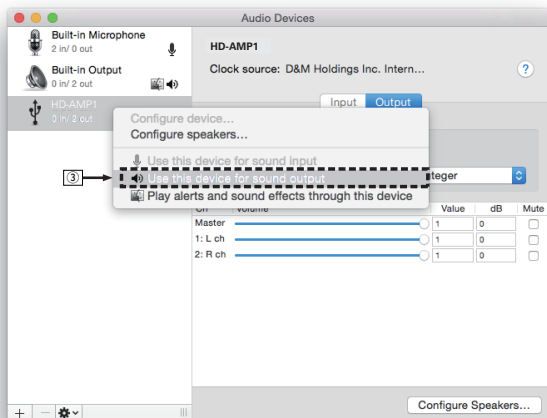 Audio Devices
Built-in Microphone
2 in/ 0 out
Built-in Output
0 in/ 2 out
HD-AMP1
0 in/ 2 out
HD-AMP1
Clock source: D&M Holdings Inc. Intern...
?
Input Output
Configure device...
Configure speakers...
Use this device for sound input
③ Use this device for sound output
Play alerts and sound effects through this device
teger
Ch Volume Value dB Mute
Master 1 0
1: L ch 1 0
2: R ch 1 0
Configure Speakers...